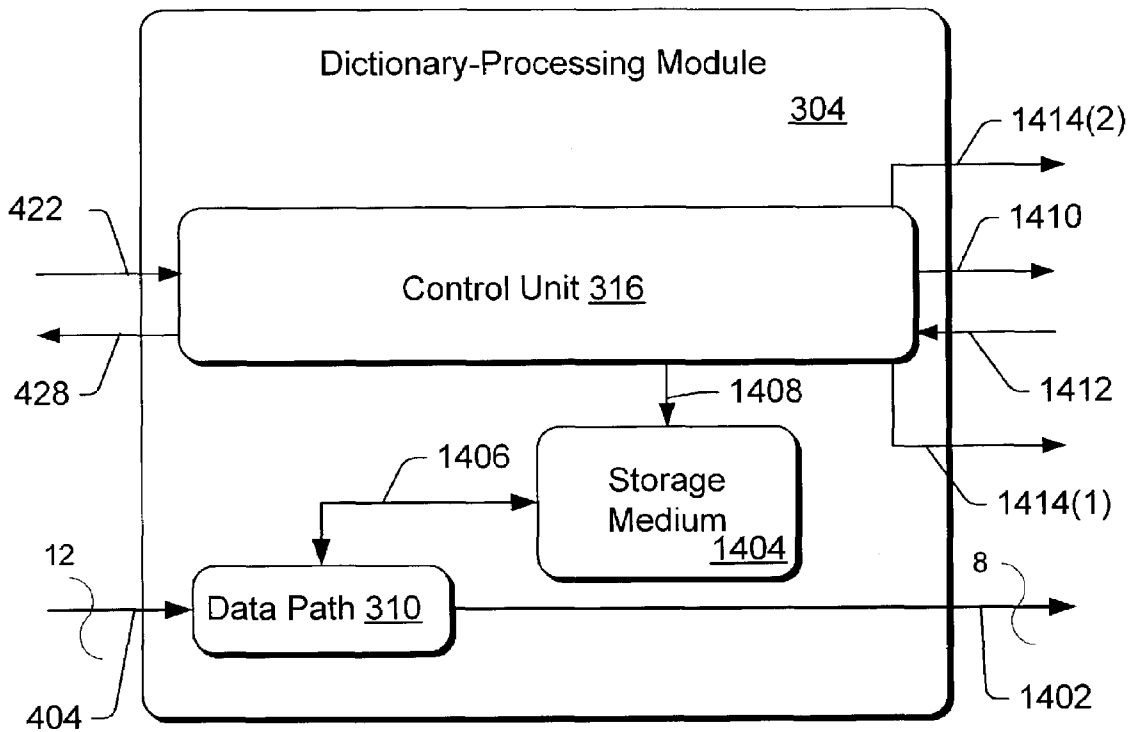 Dictionary-Processing Module
304
1414(2)
422
1410
Control Unit 316
428
1412
1408
1406
Storage
Medium
1404
1414(1)
12
8
Data Path 310
404
1402